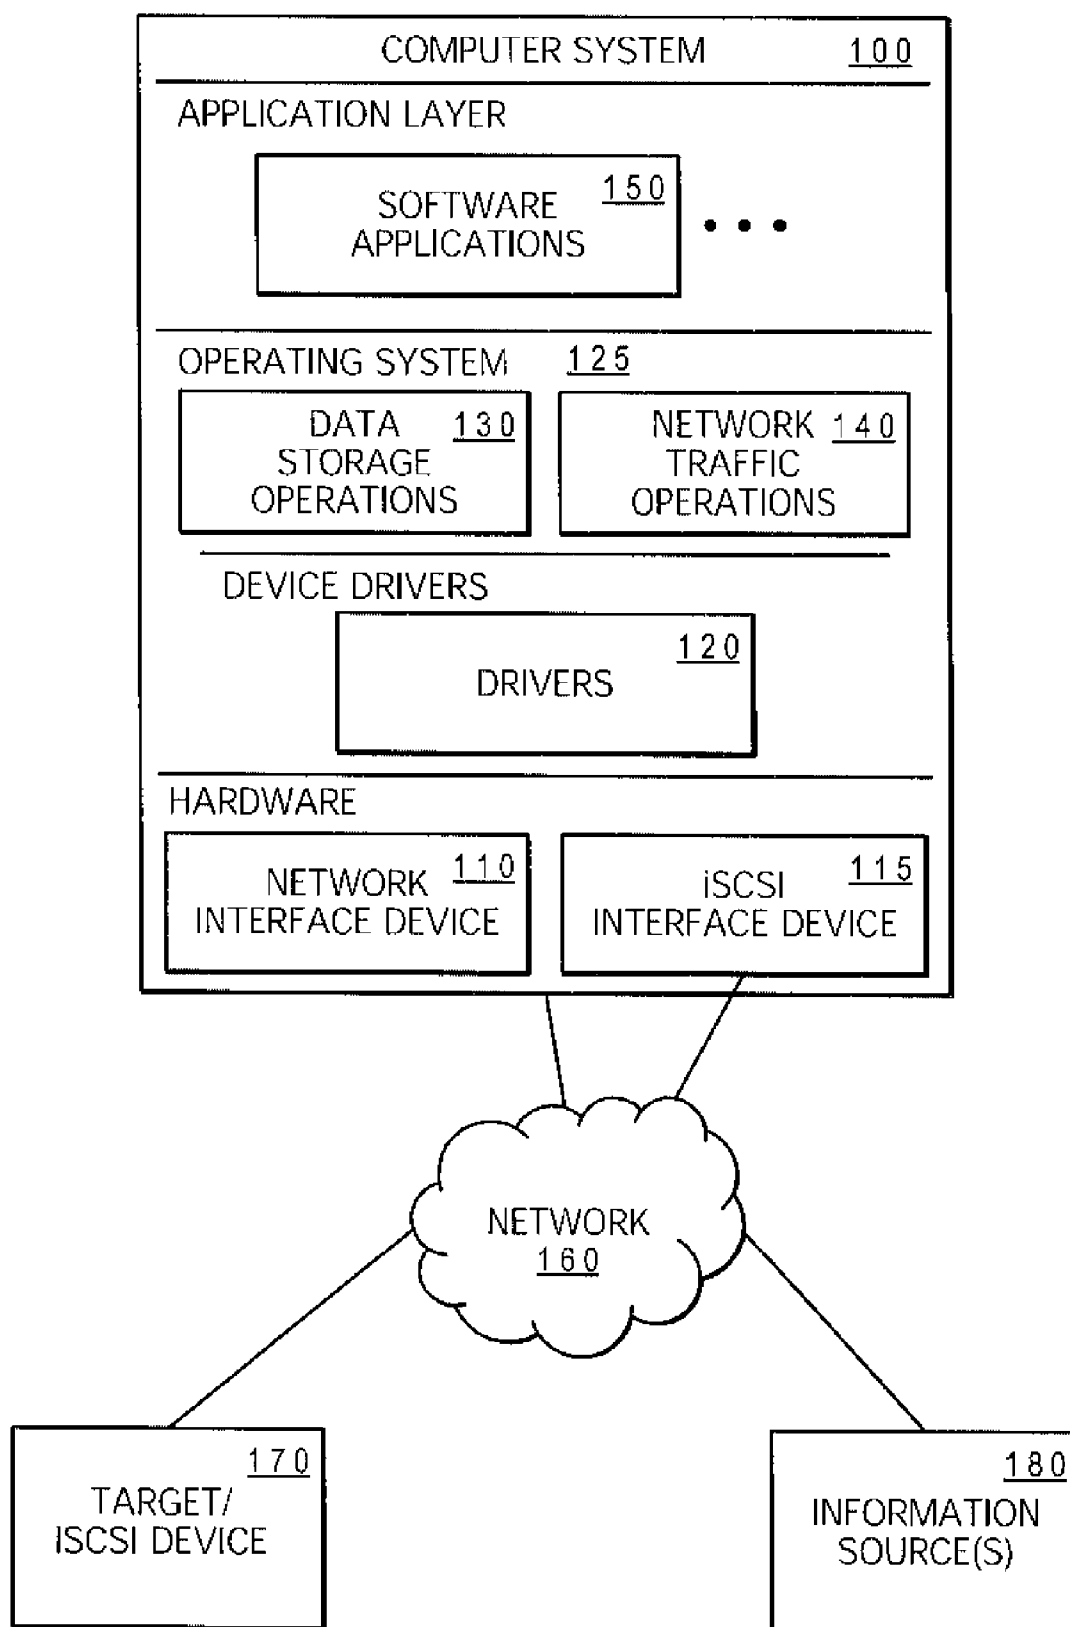 COMPUTER SYSTEM 100
APPLICATION LAYER
150
SOFTWARE
APPLICATIONS
OPERATING SYSTEM 125
DATA 130
STORAGE
OPERATIONS
NETWORK 140
TRAFFIC
OPERATIONS
DEVICE DRIVERS
120
DRIVERS
HARDWARE
110
NETWORK
INTERFACE DEVICE
115
iSCSI
INTERFACE DEVICE
NETWORK
160
170
TARGET/
ISCSI DEVICE
180
INFORMATION
SOURCE(S)